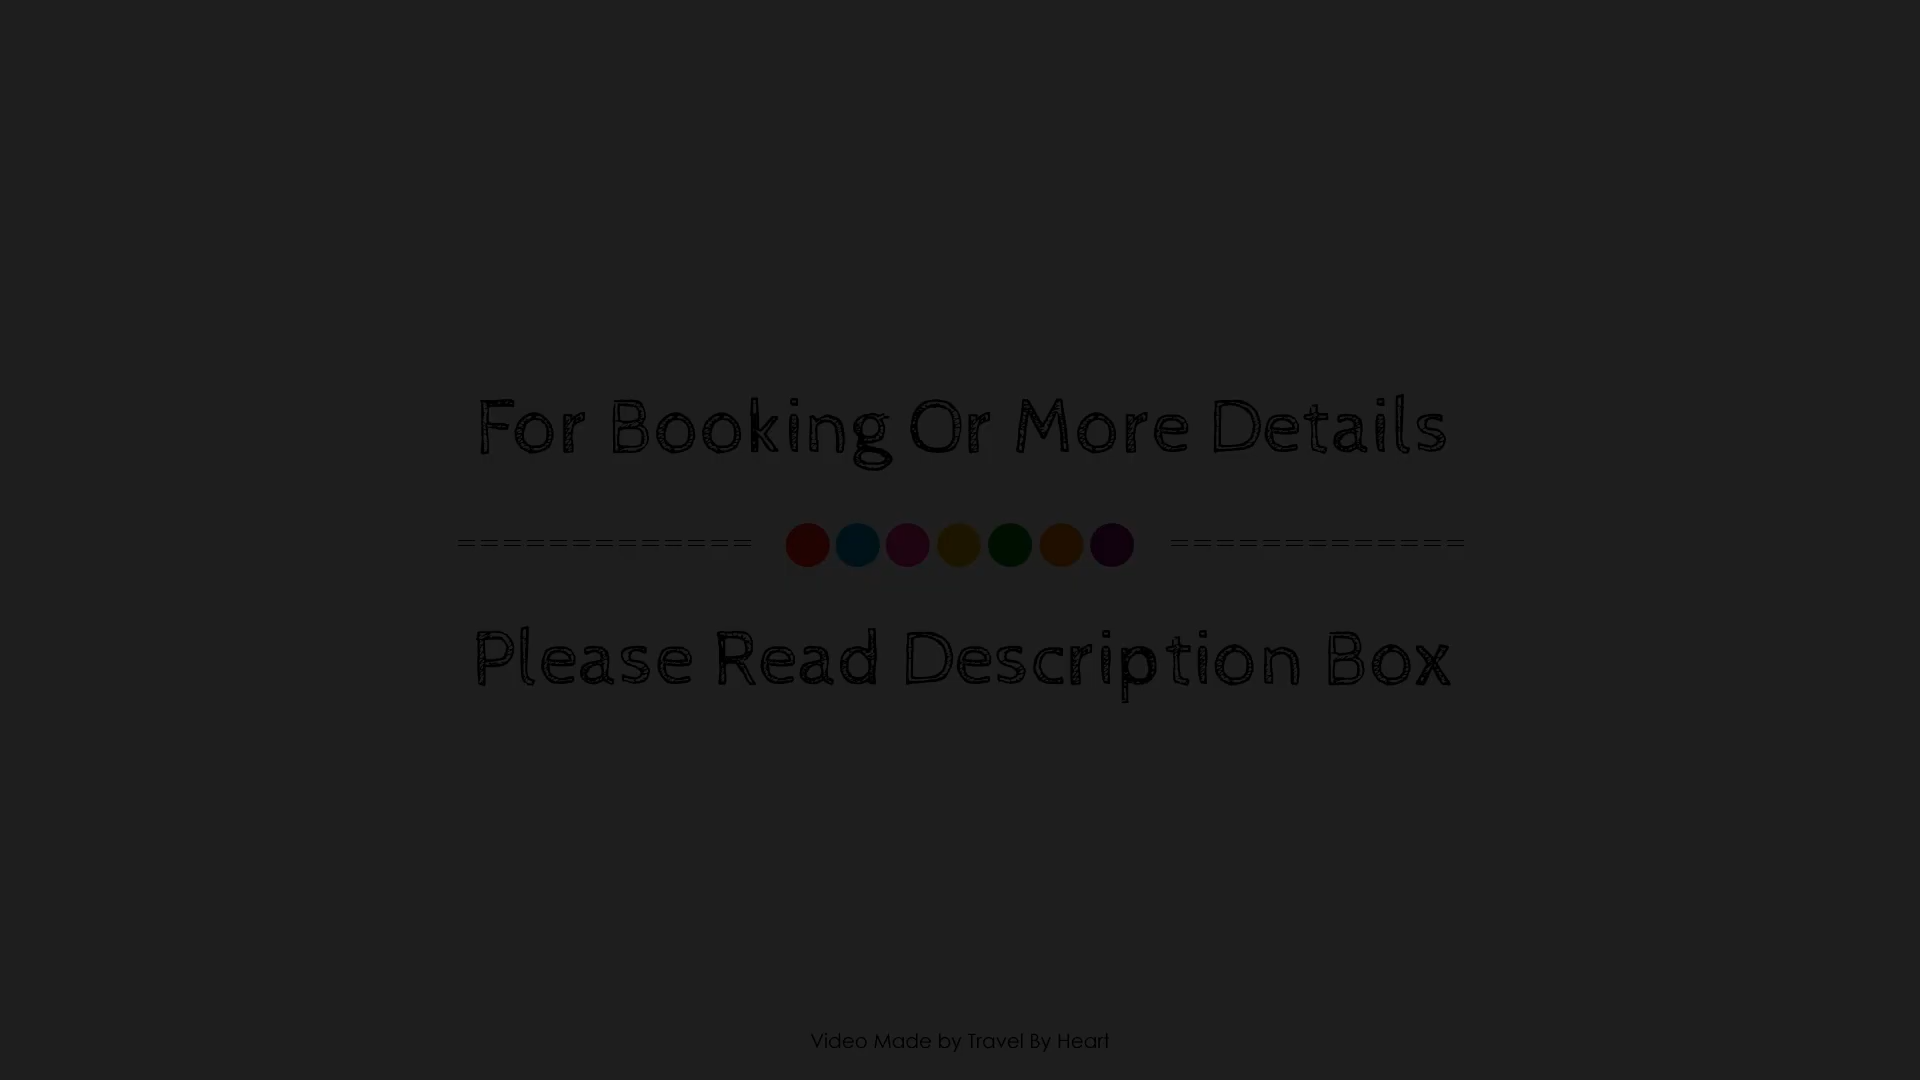 For Booking Or More Details
============= =============
Please Read Description Box
Video Made by Travel By Heart